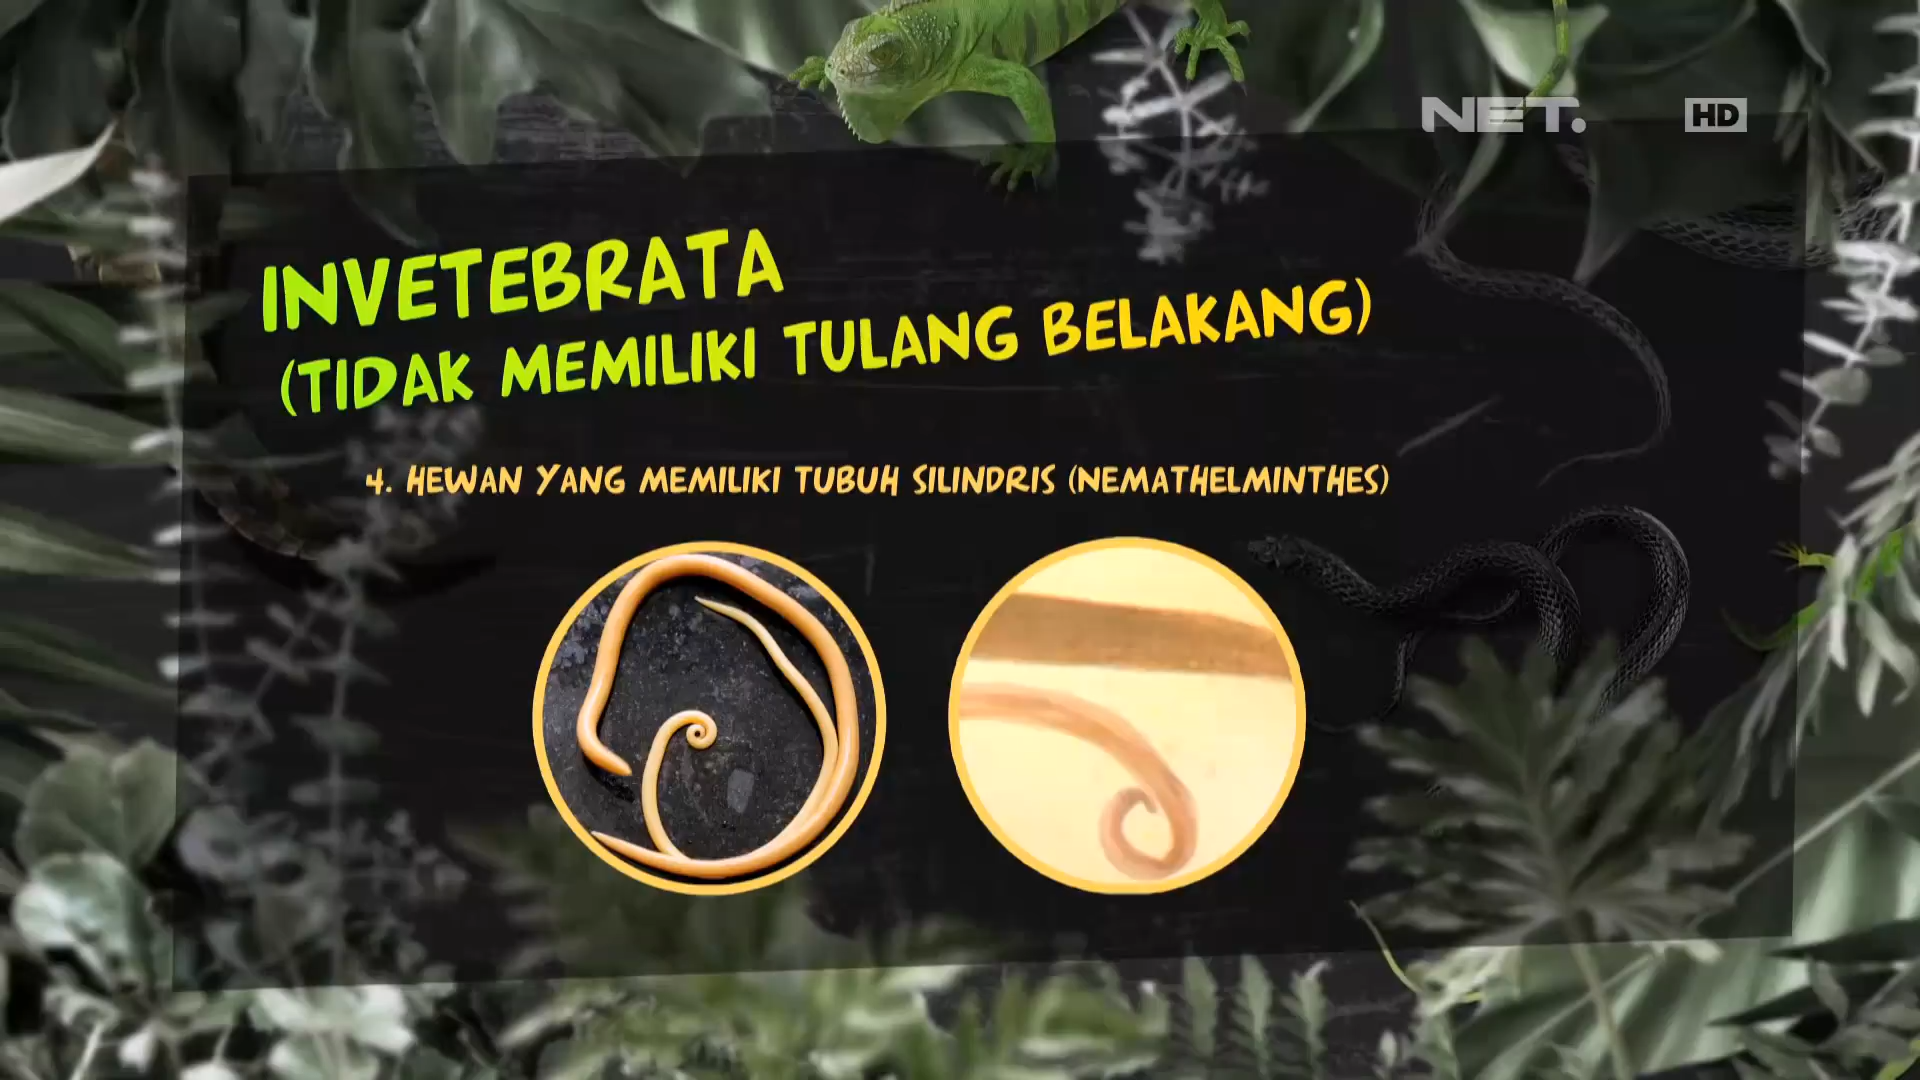 NET. HD
INVETEBRATA
(TIDAK MEMILIKI TULANG BELAKANG)
4. HEWAN YANG MEMILIKI TUBUH SILINDRIS (NEMATHELMINTHES)